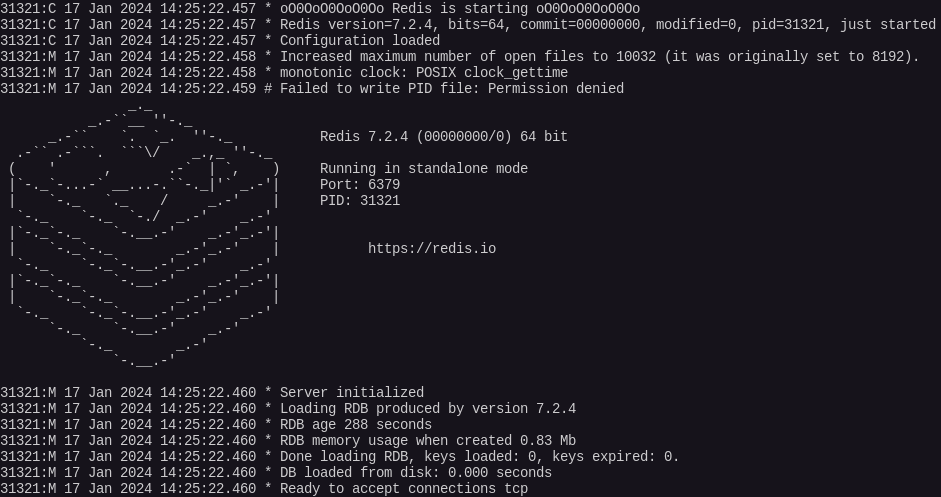 31321:C 17 Jan 2024 14:25:22.457 * oO0OoO0OoO0Oo Redis is starting oO0OoO0OoO0Oo
31321:C 17 Jan 2024 14:25:22.457 * Redis version=7.2.4, bits=64, commit=00000000, modified=0, pid=31321, just started
31321:C 17 Jan 2024 14:25:22.457 * Configuration loaded
31321:M 17 Jan 2024 14:25:22.458 * Increased maximum number of open files to 10032 (it was originally set to 8192).
31321:M 17 Jan 2024 14:25:22.458 * monotonic clock: POSIX clock_gettime
31321:M 17 Jan 2024 14:25:22.459 # Failed to write PID file: Permission denied
Redis 7.2.4 (00000000/0) 64 bit
Running in standalone mode
Port: 6379
PID: 31321
https://redis.io
31321:M 17 Jan 2024 14:25:22.460 * Server initialized
31321:M 17 Jan 2024 14:25:22.460 * Loading RDB produced by version 7.2.4
31321:M 17 Jan 2024 14:25:22.460 * RDB age 288 seconds
31321:M 17 Jan 2024 14:25:22.460 * RDB memory usage when created 0.83 Mb
31321:M 17 Jan 2024 14:25:22.460 * Done loading RDB, keys loaded: 0, keys expired: 0.
31321:M 17 Jan 2024 14:25:22.460 * DB loaded from disk: 0.000 seconds
31321:M 17 Jan 2024 14:25:22.460 * Ready to accept connections tcp